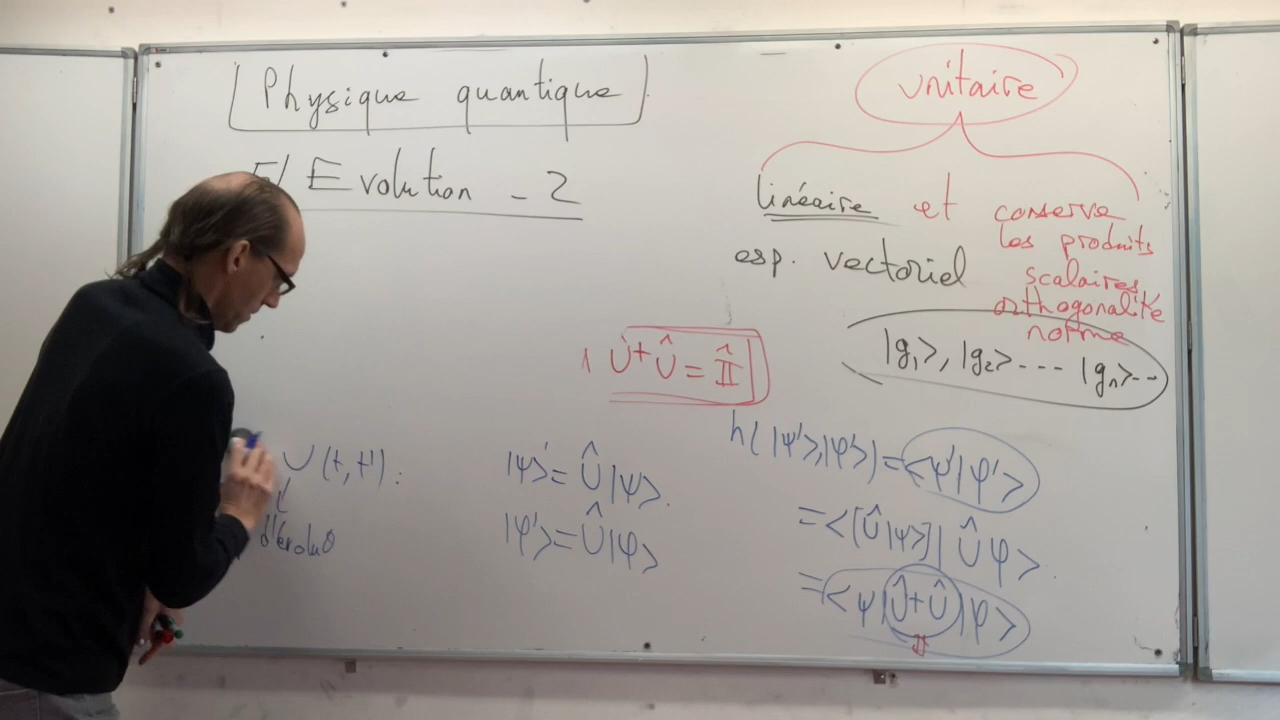 Physique quantique
5/ Evolution - 2
unitaire
linéaire et conserve
les produits
scalaires
orthogonalité
norme
esp. vectoriel
Û⁺Û = 𝕀̂
|g₁>, |g₂> ---- |gₙ>--
U(t, t') :
|ψ>' = Û|ψ>.
|φ'> = Û|φ>
h(|ψ'>,|φ'>) = <ψ'|φ'>
= <[Û|ψ>]|Ûφ>.
= <ψ|Û⁺Û|φ>
𝕀